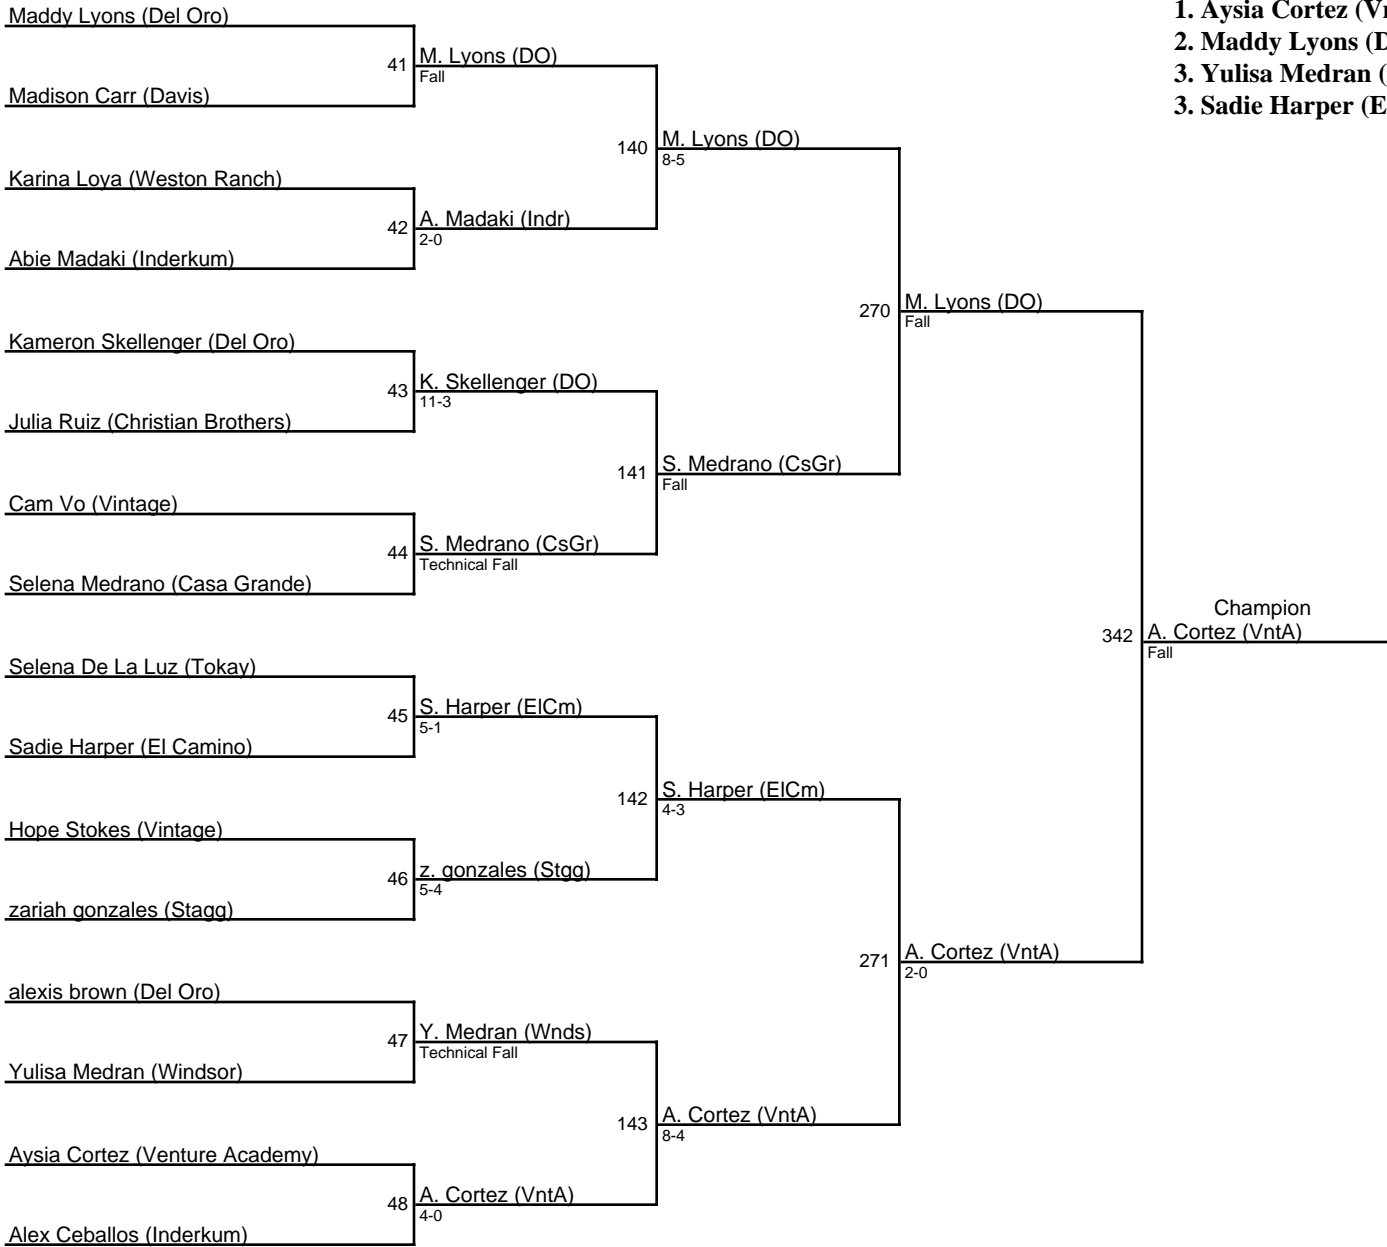 Maddy Lyons (Del Oro)
Madison Carr (Davis)
Karina Loya (Weston Ranch)
Abie Madaki (Inderkum)
Kameron Skellenger (Del Oro)
Julia Ruiz (Christian Brothers)
Cam Vo (Vintage)
Selena Medrano (Casa Grande)
Selena De La Luz (Tokay)
Sadie Harper (El Camino)
Hope Stokes (Vintage)
zariah gonzales (Stagg)
alexis brown (Del Oro)
Yulisa Medran (Windsor)
Aysia Cortez (Venture Academy)
Alex Ceballos (Inderkum)
41 M. Lyons (DO)
Fall
42 A. Madaki (Indr)
2-0
43 K. Skellenger (DO)
11-3
44 S. Medrano (CsGr)
Technical Fall
45 S. Harper (ElCm)
5-1
46 z. gonzales (Stgg)
5-4
47 Y. Medran (Wnds)
Technical Fall
48 A. Cortez (VntA)
4-0
140 M. Lyons (DO)
8-5
141 S. Medrano (CsGr)
Fall
142 S. Harper (ElCm)
4-3
143 A. Cortez (VntA)
8-4
270 M. Lyons (DO)
Fall
271 A. Cortez (VntA)
2-0
Champion
342 A. Cortez (VntA)
Fall
1. Aysia Cortez
2. Maddy Lyons
3. Yulisa Medran (
3. Sadie Harper